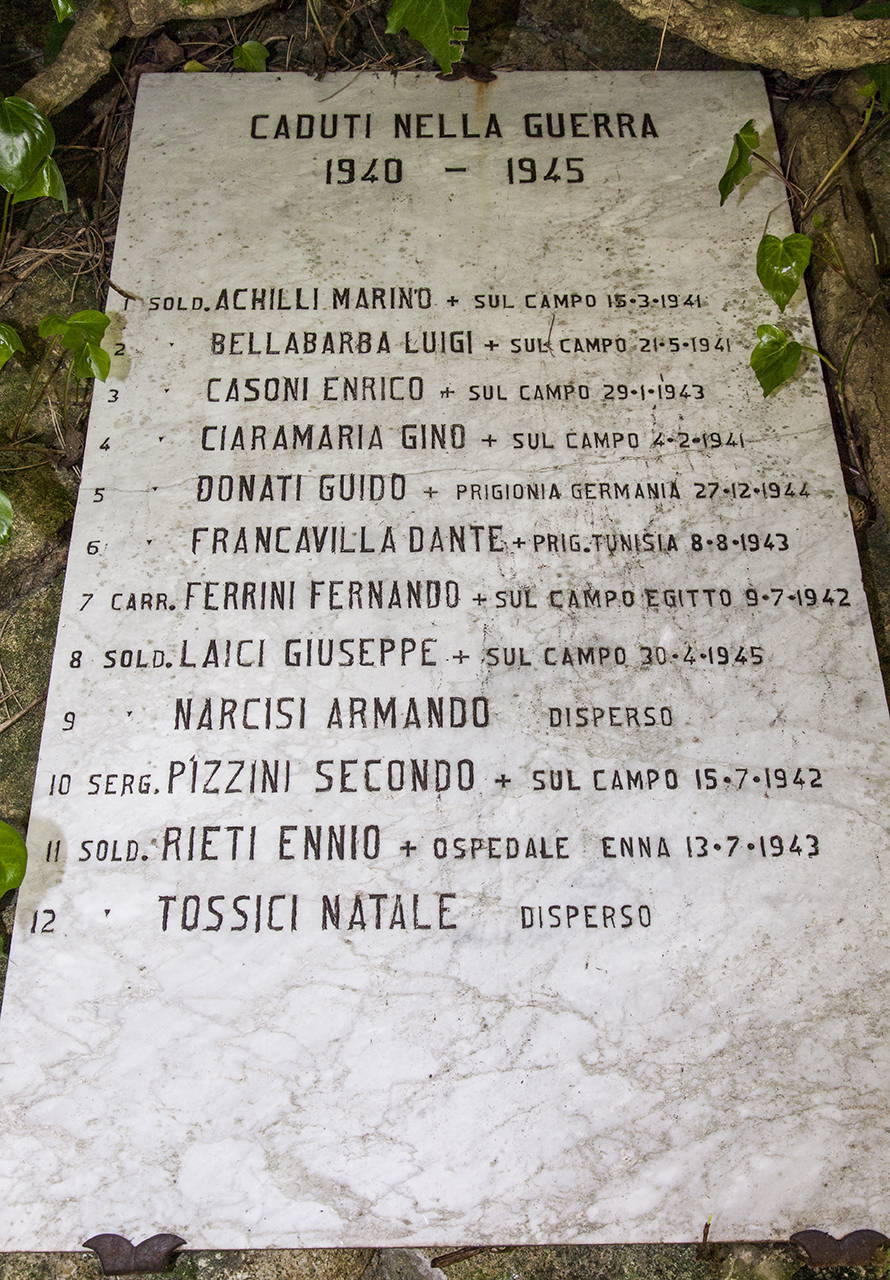 CADUTI NELLA GUERRA
1940 - 1945
1 SOLD. ACHILLI MARINO + SUL CAMPO 15·3·1941
2 " BELLABARBA LUIGI + SUL CAMPO 21·5·1941
3 " CASONI ENRICO + SUL CAMPO 29·1·1943
4 " CIARAMARIA GINO + SUL CAMPO 4·2·1941
5 " DONATI GUIDO + PRIGIONIA GERMANIA 27·12·1944
6 " FRANCAVILLA DANTE + PRIG. TUNISIA 8·8·1943
7 CARR. FERRINI FERNANDO + SUL CAMPO EGITTO 9·7·1942
8 SOLD. LAICI GIUSEPPE + SUL CAMPO 30·4·1945
9 " NARCISI ARMANDO DISPERSO
10 SERG. PIZZINI SECONDO + SUL CAMPO 15·7·1942
11 SOLD. RIETI ENNIO + OSPEDALE ENNA 13·7·1943
12 " TOSSICI NATALE DISPERSO